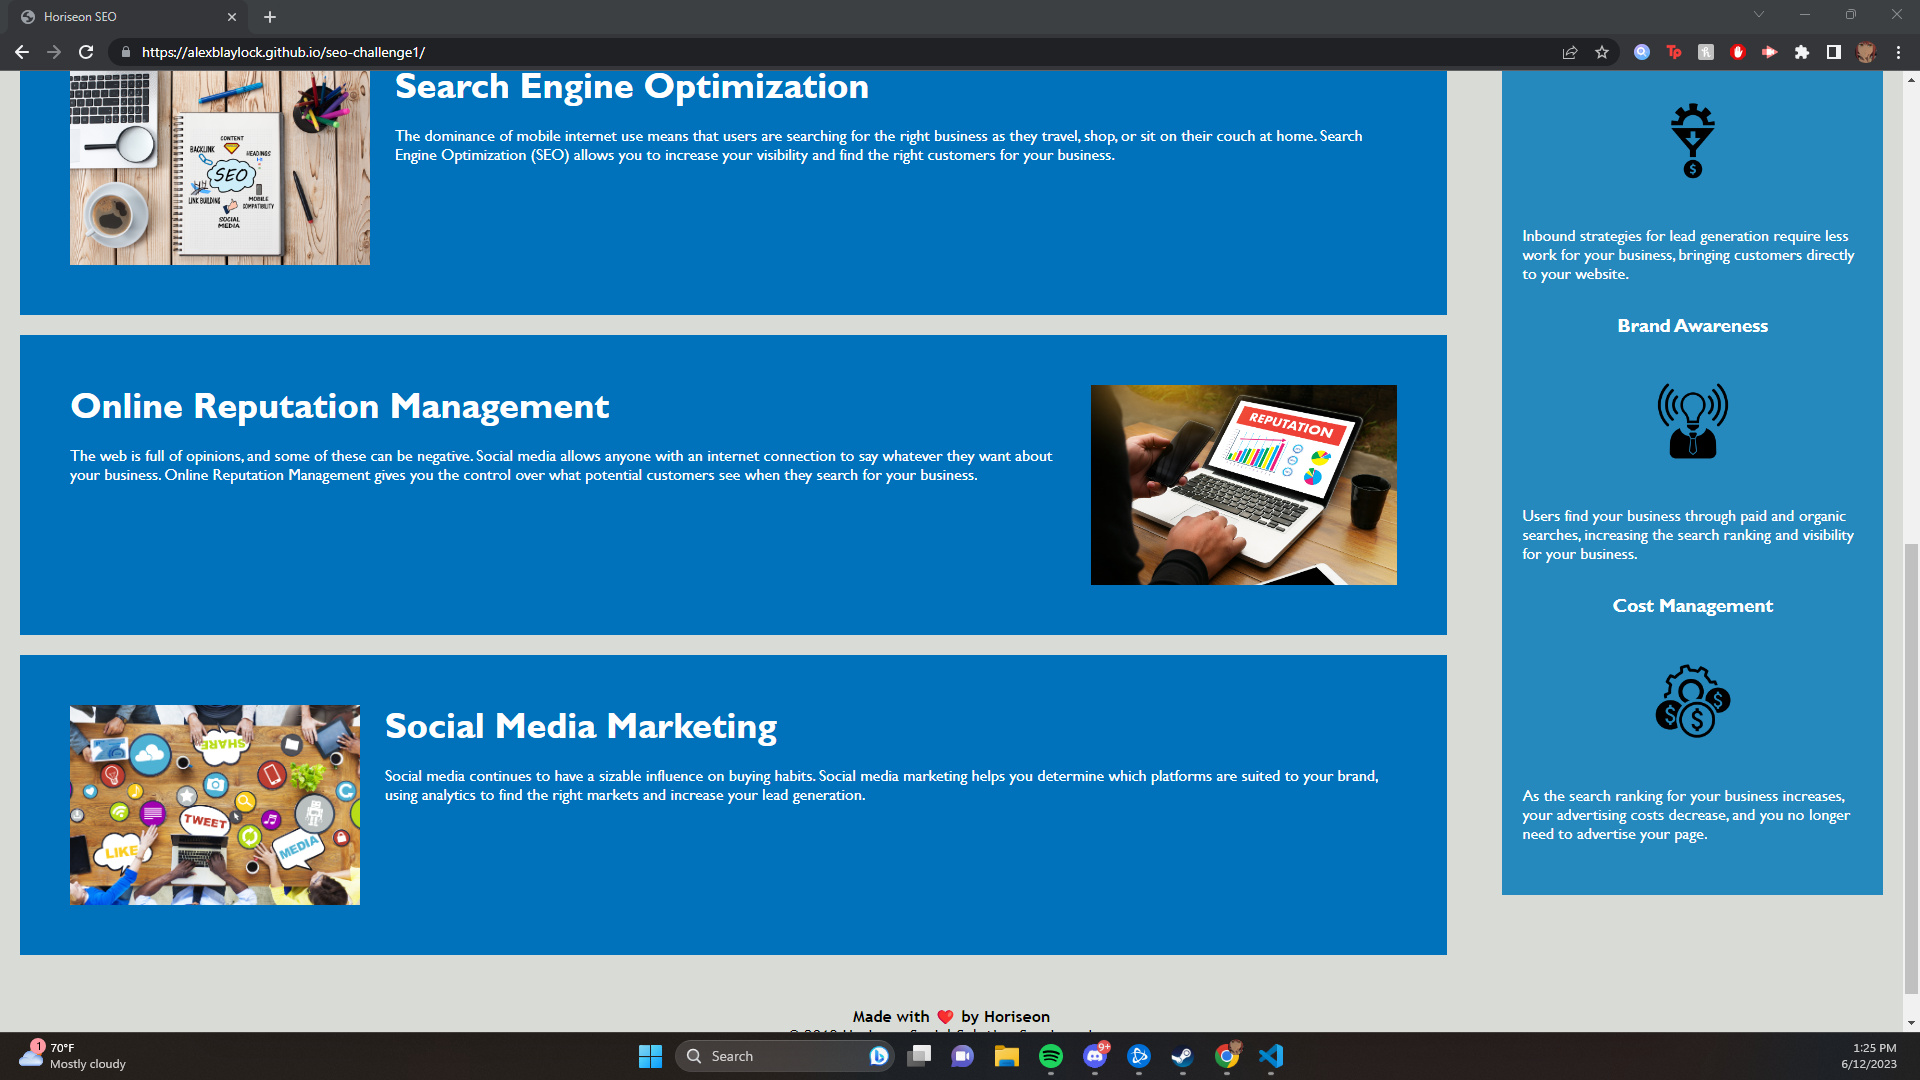 Horiseon SEO
https://alexblaylock.github.io/seo-challenge1/
Search Engine Optimization
The dominance of mobile internet use means that users are searching for the right business as they travel, shop, or sit on their couch at home. Search
Engine Optimization (SEO) allows you to increase your visibility and find the right customers for your business.
CONTENT
BACKLINK
HEADINGS
SEO
LINK BUILDING
MOBILE
COMPATIBILITY
SOCIAL
MEDIA
Online Reputation Management
The web is full of opinions, and some of these can be negative. Social media allows anyone with an internet connection to say whatever they want about
your business. Online Reputation Management gives you the control over what potential customers see when they search for your business.
REPUTATION
Social Media Marketing
Social media continues to have a sizable influence on buying habits. Social media marketing helps you determine which platforms are suited to your brand,
using analytics to find the right markets and increase your lead generation.
SHARE
TWEET
LIKE
MEDIA
Inbound strategies for lead generation require less
work for your business, bringing customers directly
to your website.
Brand Awareness
Users find your business through paid and organic
searches, increasing the search ranking and visibility
for your business.
Cost Management
As the search ranking for your business increases,
your advertising costs decrease, and you no longer
need to advertise your page.
Made with ❤️ by Horiseon
1
70°F
Mostly cloudy
Search
9+
1:25 PM
6/12/2023